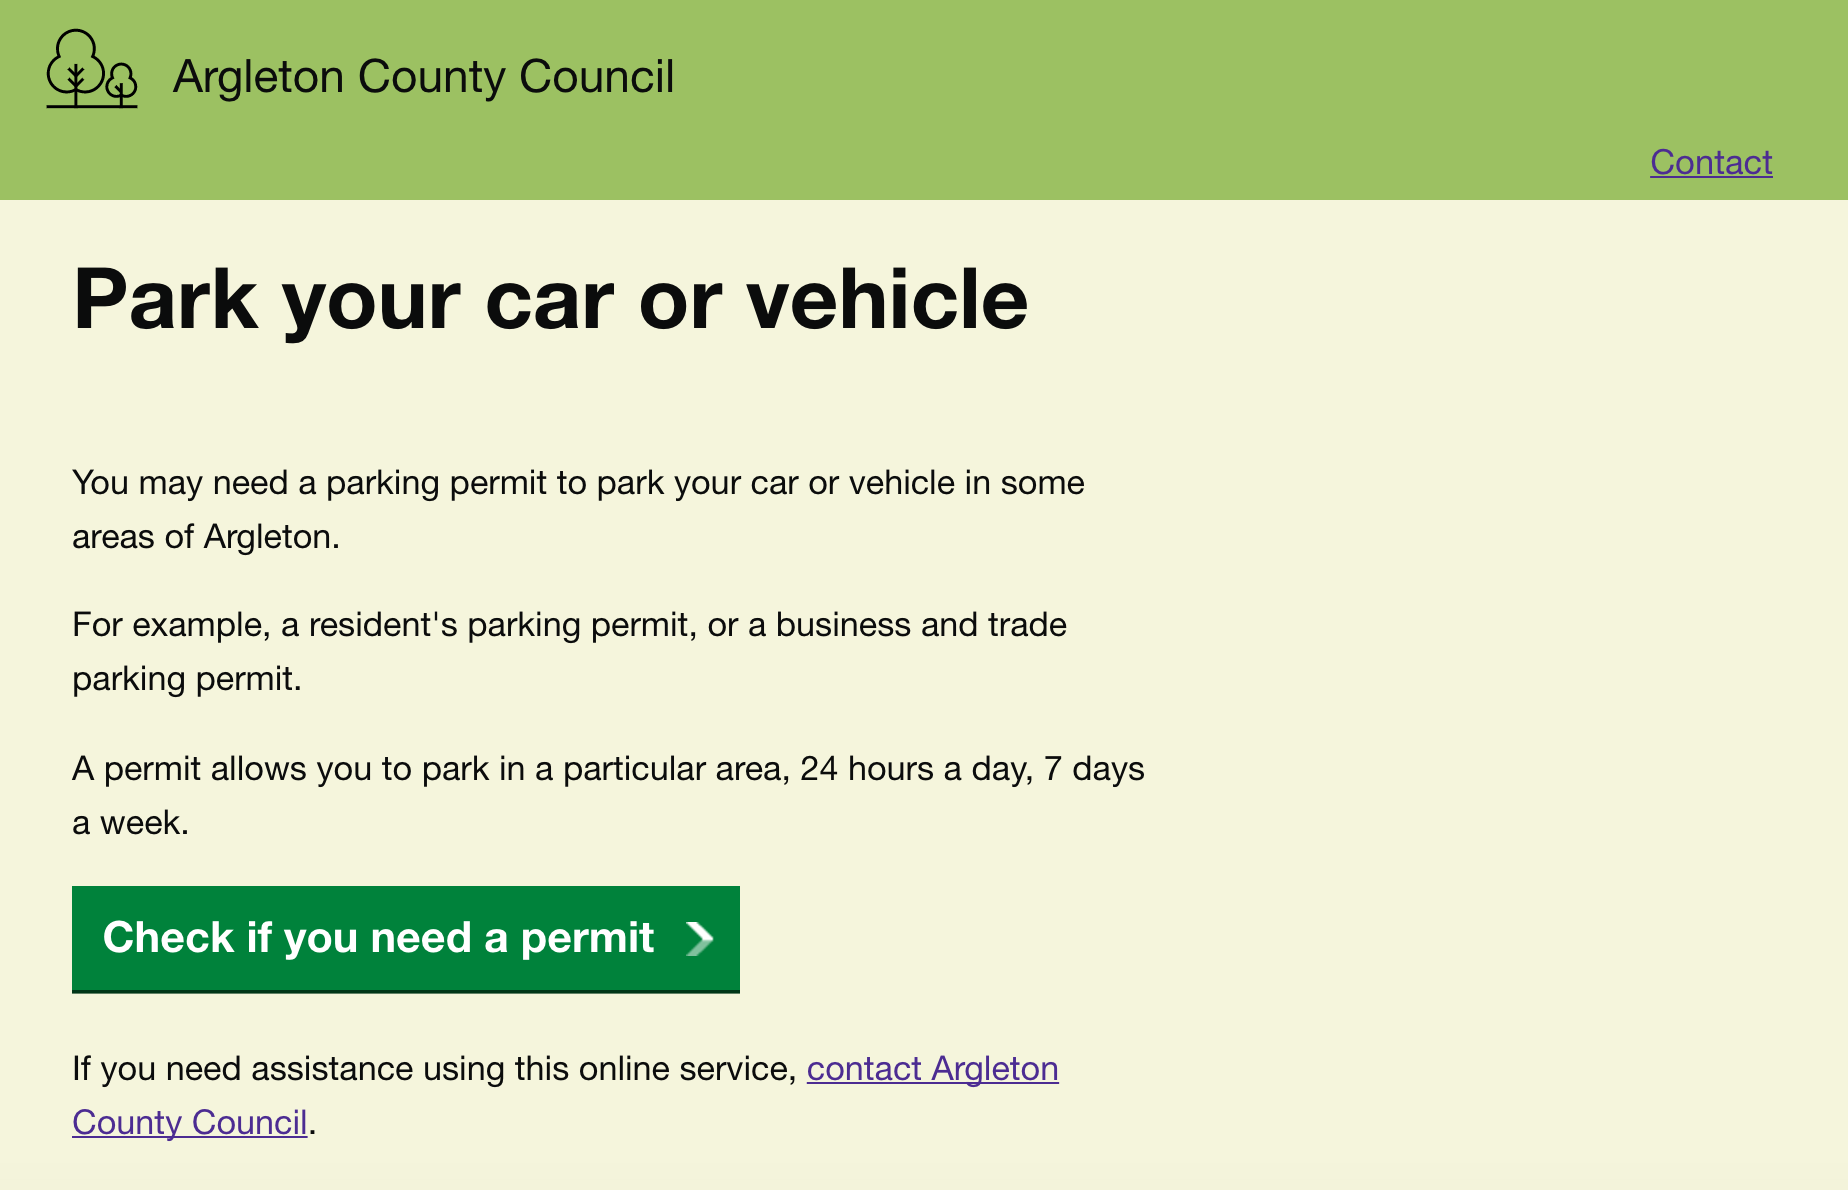 Argleton County Council
Contact
Park your car or vehicle
You may need a parking permit to park your car or vehicle in some
areas of Argleton.
For example, a resident's parking permit, or a business and trade
parking permit.
A permit allows you to park in a particular area, 24 hours a day, 7 days
a week.
Check if you need a permit
If you need assistance using this online service, contact Argleton
County Council.